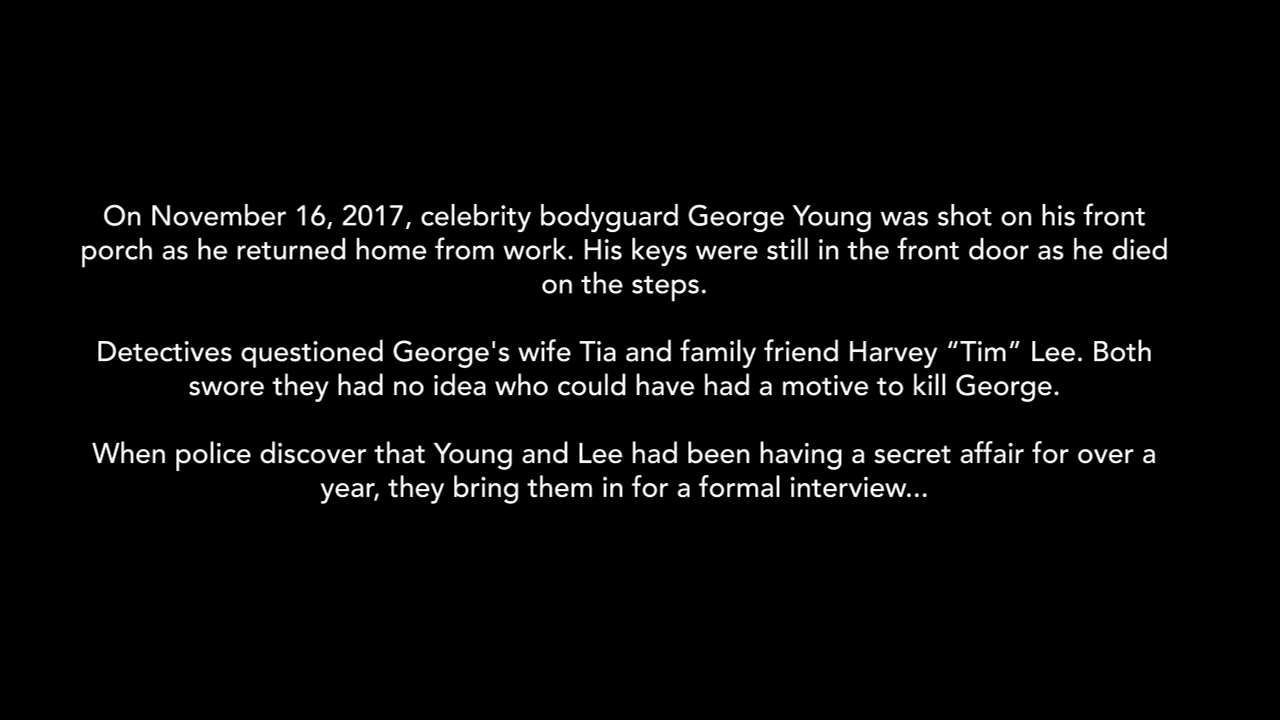 On November 16, 2017, celebrity bodyguard George Young was shot on his front
porch as he returned home from work. His keys were still in the front door as he died
on the steps.
Detectives questioned George's wife Tia and family friend Harvey “Tim” Lee. Both
swore they had no idea who could have had a motive to kill George.
When police discover that Young and Lee had been having a secret affair for over a
year, they bring them in for a formal interview...